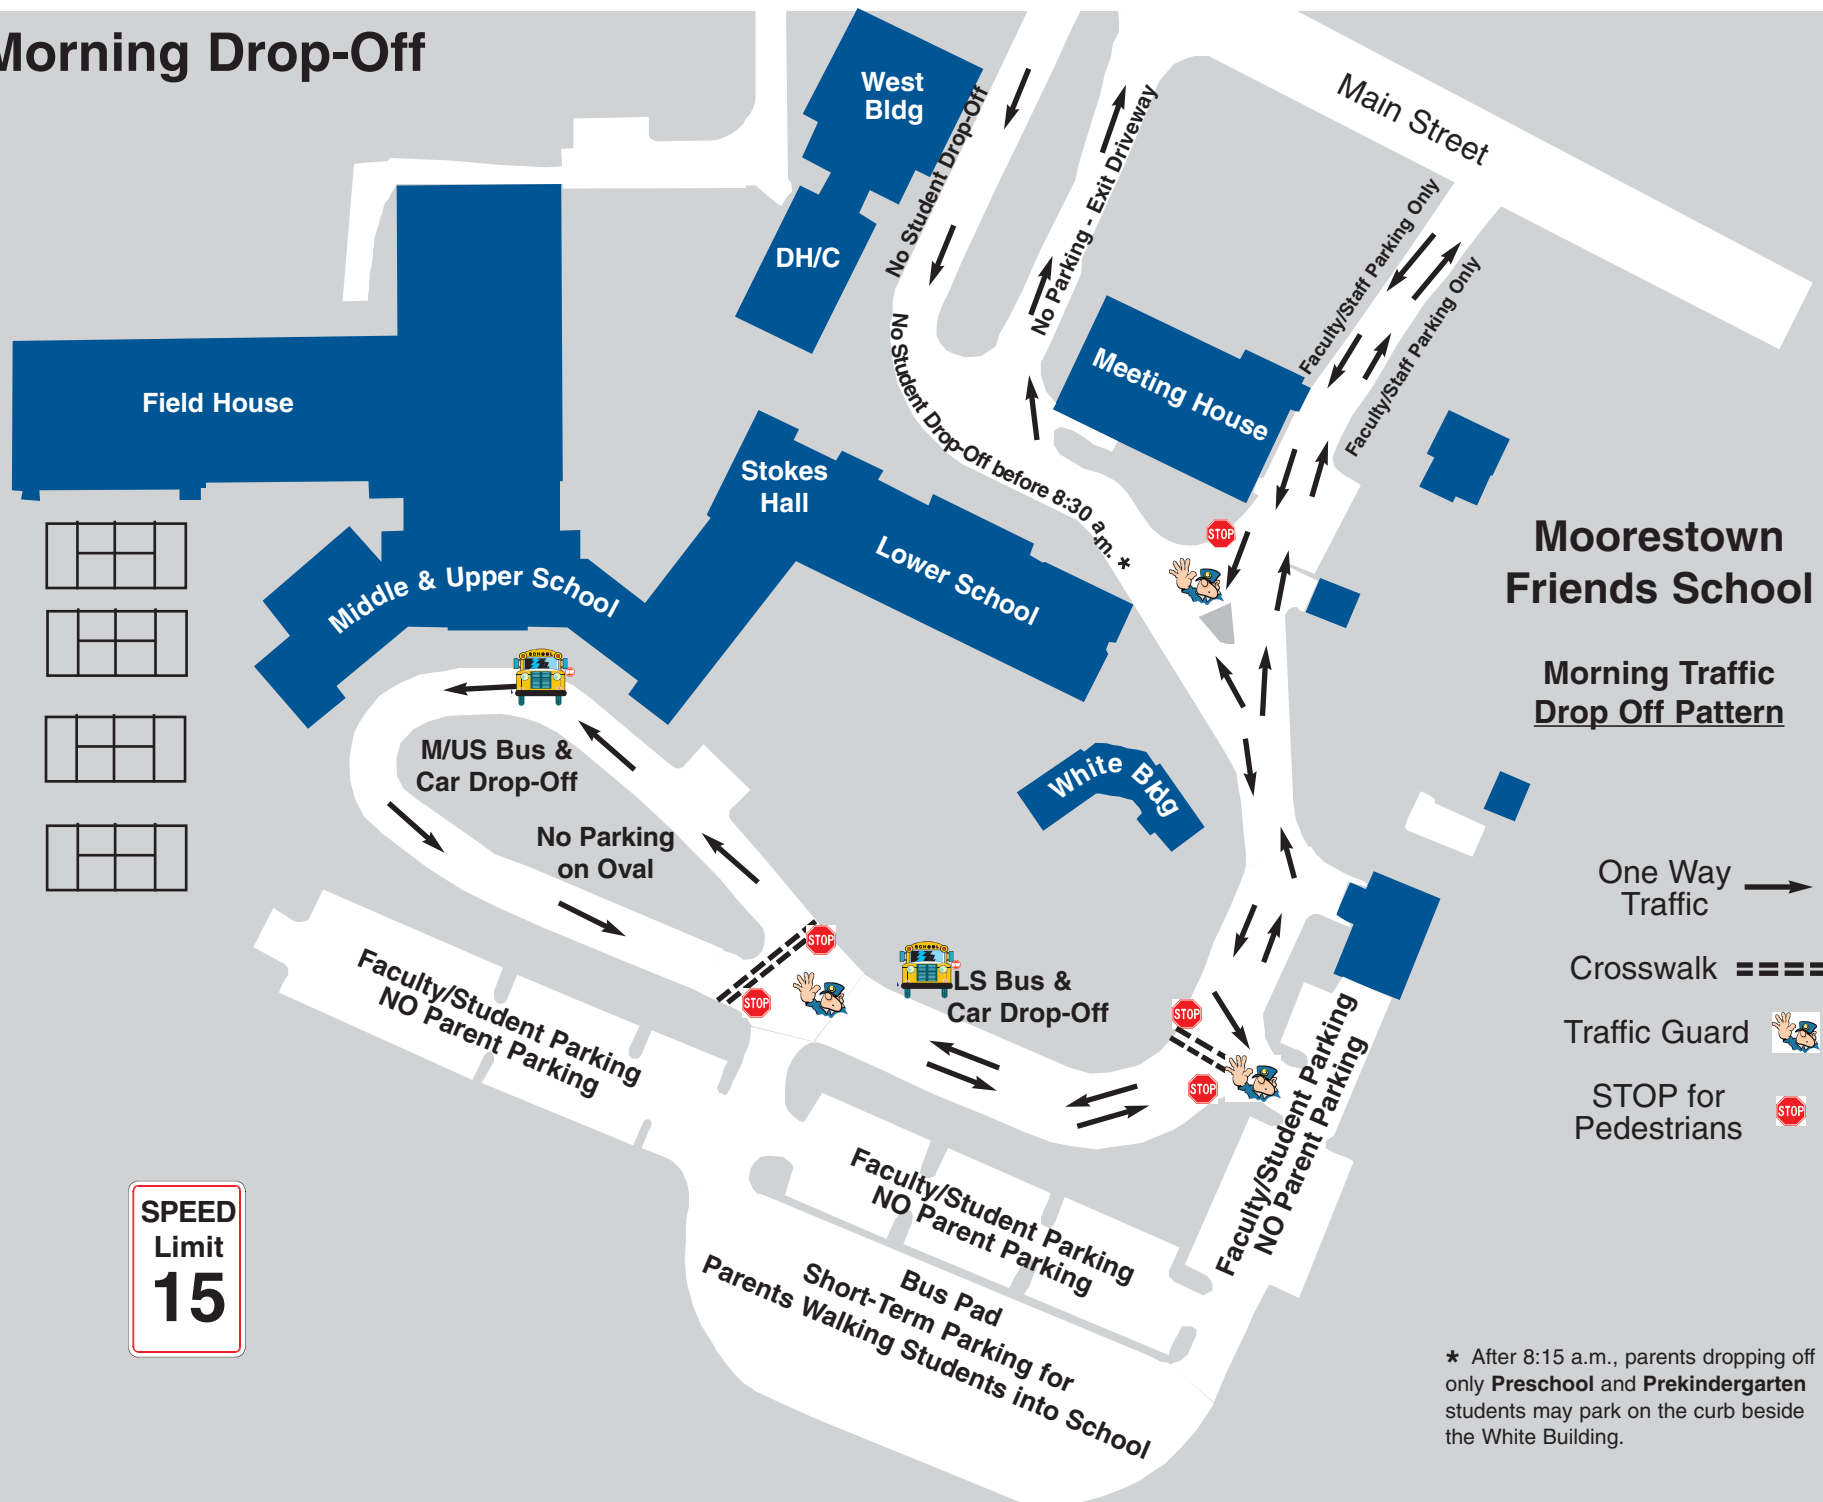 Morning Drop-Off
West
Bldg
DH/C
No Student Drop-Off
No Parking - Exit Driveway
Main Street
Faculty/Staff Parking Only
Faculty/Staff Parking Only
No Student Drop-Off before 8:30 a.m. *
Meeting House
Field House
Stokes
Hall
Lower School
Middle & Upper School
STOP
Moorestown
Friends School
Morning Traffic
Drop Off Pattern
SCHOOL
M/US Bus &
Car Drop-Off
No Parking
on Oval
White Bldg
One Way
Traffic
Crosswalk
Traffic Guard
STOP for
Pedestrians
STOP
STOP
STOP
SCHOOL
LS Bus &
Car Drop-Off
STOP
STOP
Faculty/Student Parking
NO Parent Parking
Faculty/Student Parking
NO Parent Parking
Faculty/Student Parking
NO Parent Parking
Bus Pad
Short-Term Parking for
Parents Walking Students into School
SPEED
Limit
15
* After 8:15 a.m., parents dropping off
only Preschool and Prekindergarten
students may park on the curb beside
the White Building.